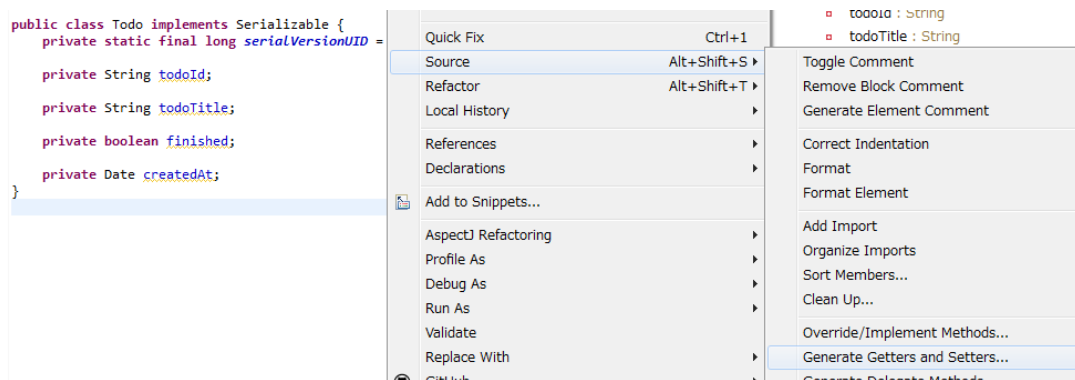 public class Todo implements Serializable {
private static final long serialVersionUID =
private String todoId;
private String todoTitle;
private boolean finished;
private Date createdAt;
}
Quick Fix Ctrl+1
Source Alt+Shift+S
Refactor Alt+Shift+T
Local History
References
Declarations
Add to Snippets...
AspectJ Refactoring
Profile As
Debug As
Run As
Validate
Replace With
GitHub
todoId : String
todoTitle : String
Toggle Comment
Remove Block Comment
Generate Element Comment
Correct Indentation
Format
Format Element
Add Import
Organize Imports
Sort Members...
Clean Up...
Override/Implement Methods...
Generate Getters and Setters...
Generate Delegate Methods...